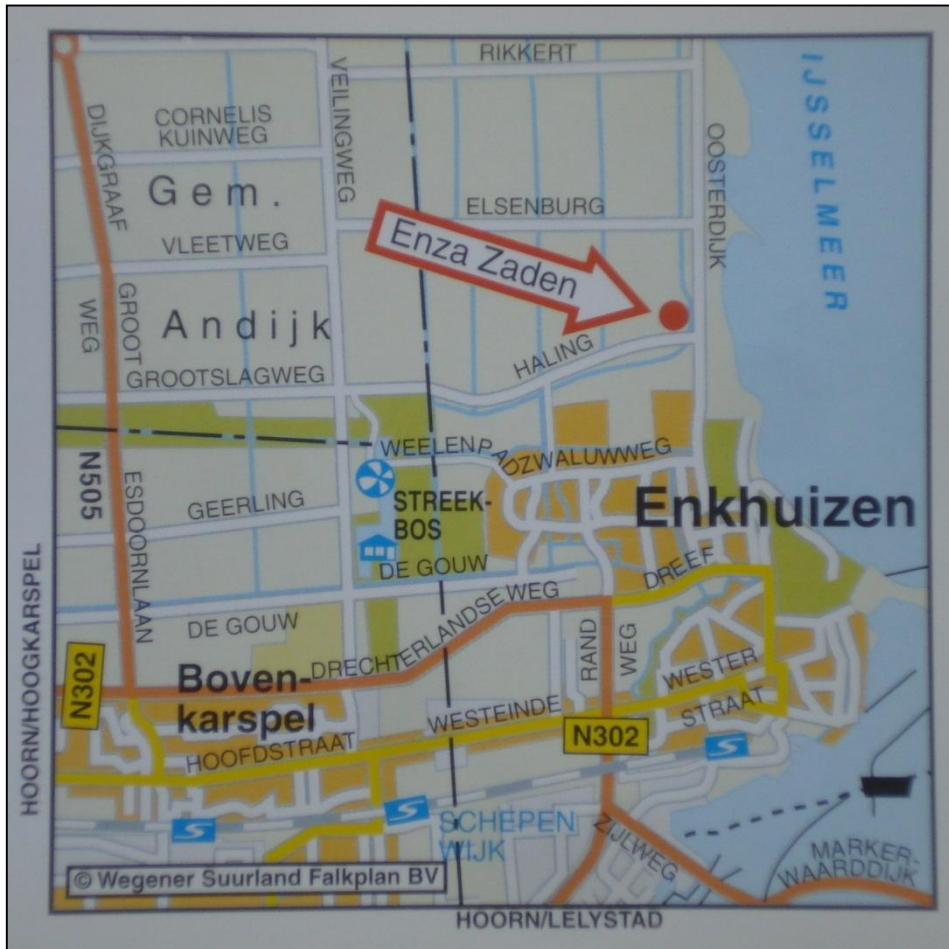 RIKKERT
IJSSELMEER
VEILINGWEG
CORNELIS
KUINWEG
DIJKGRAAF
WEG
OOSTERDIJK
Gem.
ELSENBURG
VLEETWEG
Enza Zaden
GROOT
Andijk
HALING
GROOTSLAGWEG
WEELENPAD
ZWALUWWEG
N505
ESDOORNLAAN
GEERLING
STREEK-
BOS
Enkhuizen
DE GOUW
DREEF
DE GOUW
DRECHTERLANDSEWEG
RAND
WEG
HOORN/HOOGKARSPEL
N302
Boven-
karspel
WESTER
STRAAT
WESTEINDE
HOOFDSTRAAT
N302
SCHEPEN
WIJK
ZIJLWEG
MARKER-
WAARDDIJK
© Wegener Suurland Falkplan BV
HOORN/LELYSTAD